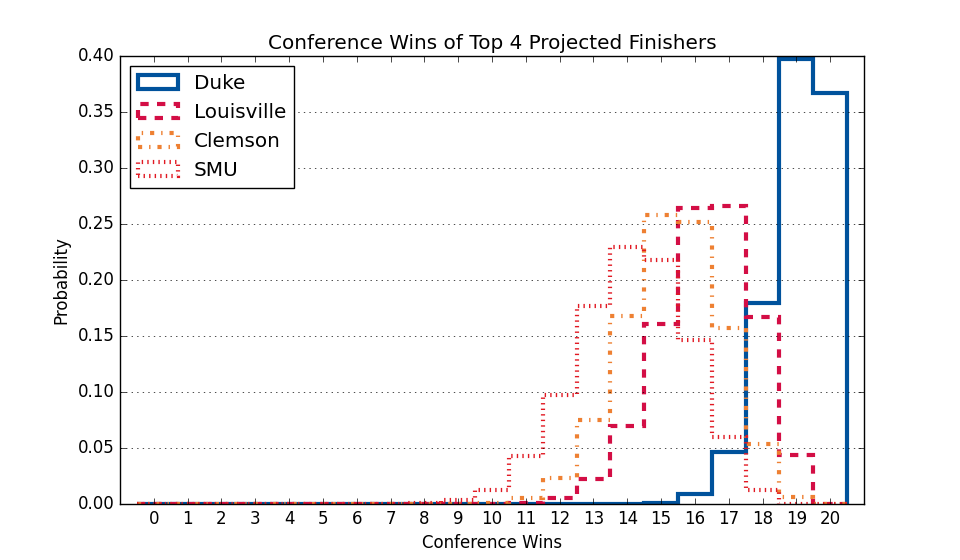 Conference Wins of Top 4 Projected Finishers
0.40
0.35
0.30
0.25
0.20
0.15
0.10
0.05
0.00
Probability
Duke
Louisville
Clemson
SMU
0 1 2 3 4 5 6 7 8 9 10 11 12 13 14 15 16 17 18 19 20
Conference Wins